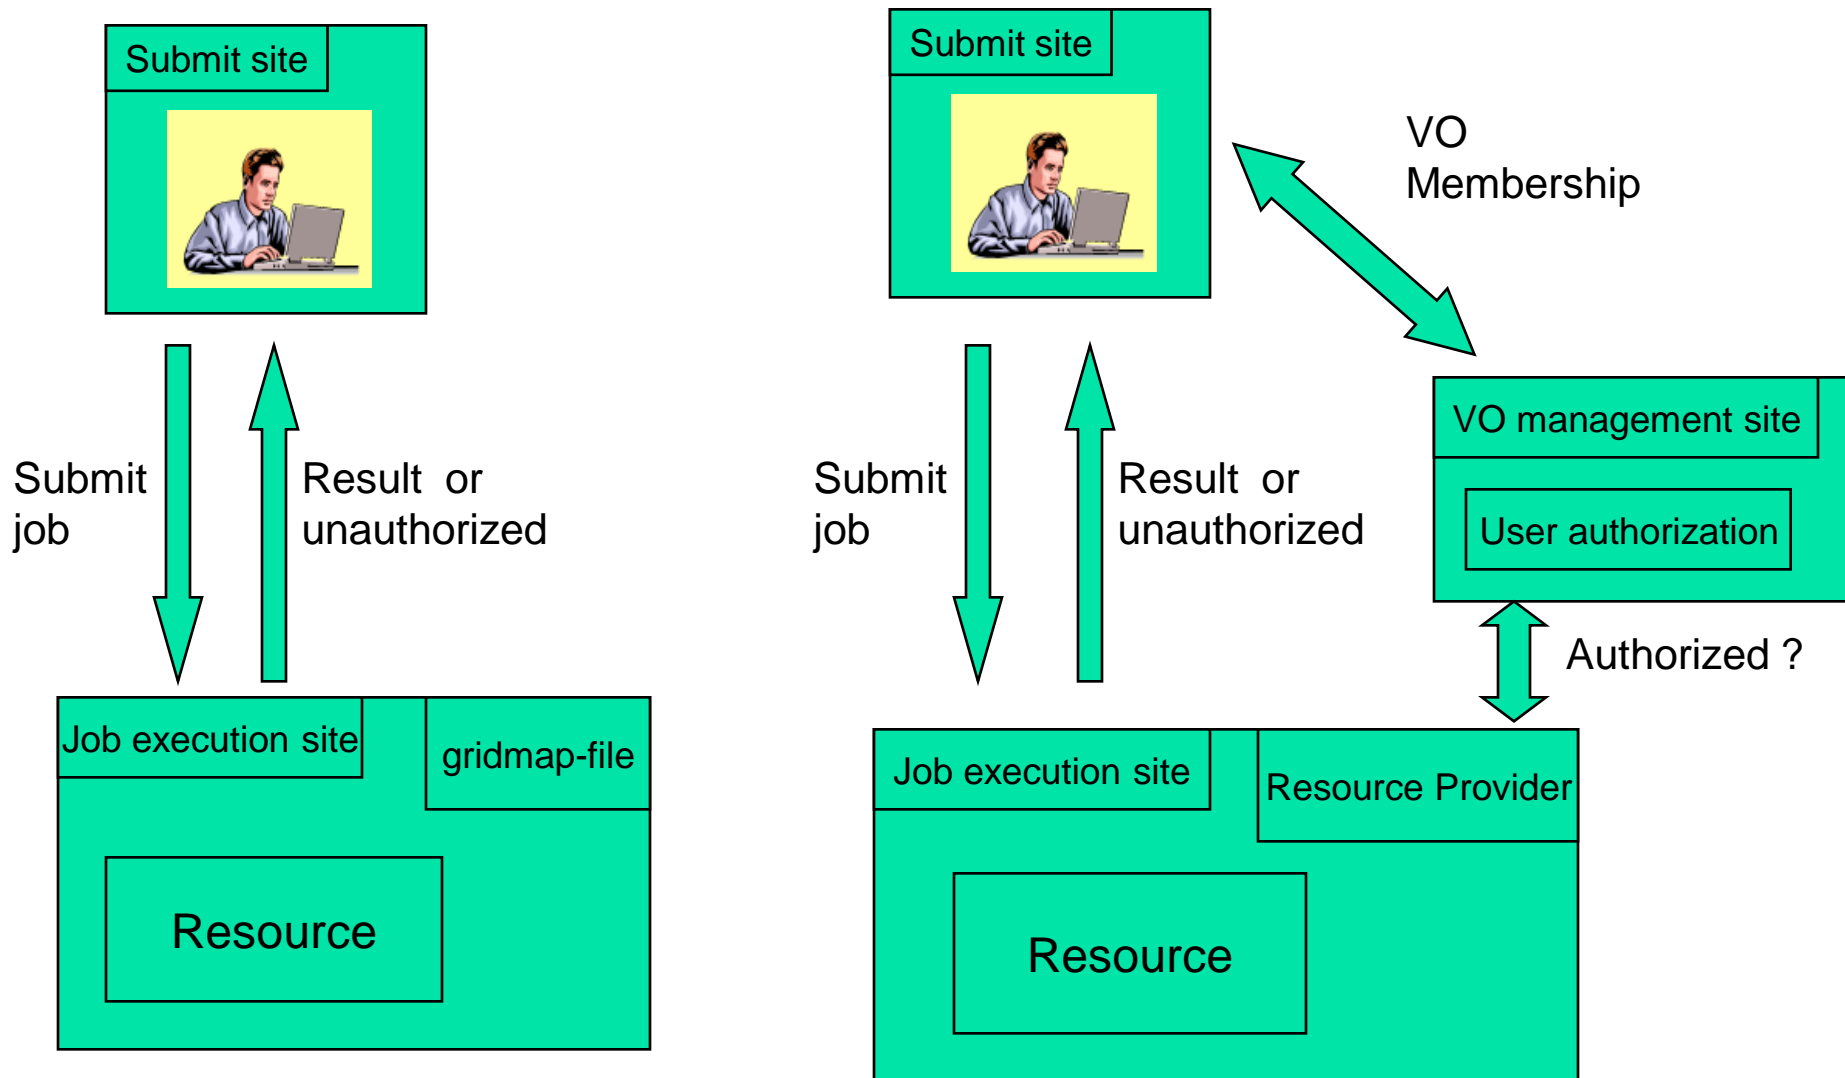 Submit site
Submit
job
Result or
unauthorized
Job execution site
gridmap-file
Resource
Submit site
VO
Membership
Submit
job
Result or
unauthorized
VO management site
User authorization
Authorized ?
Job execution site
Resource Provider
Resource